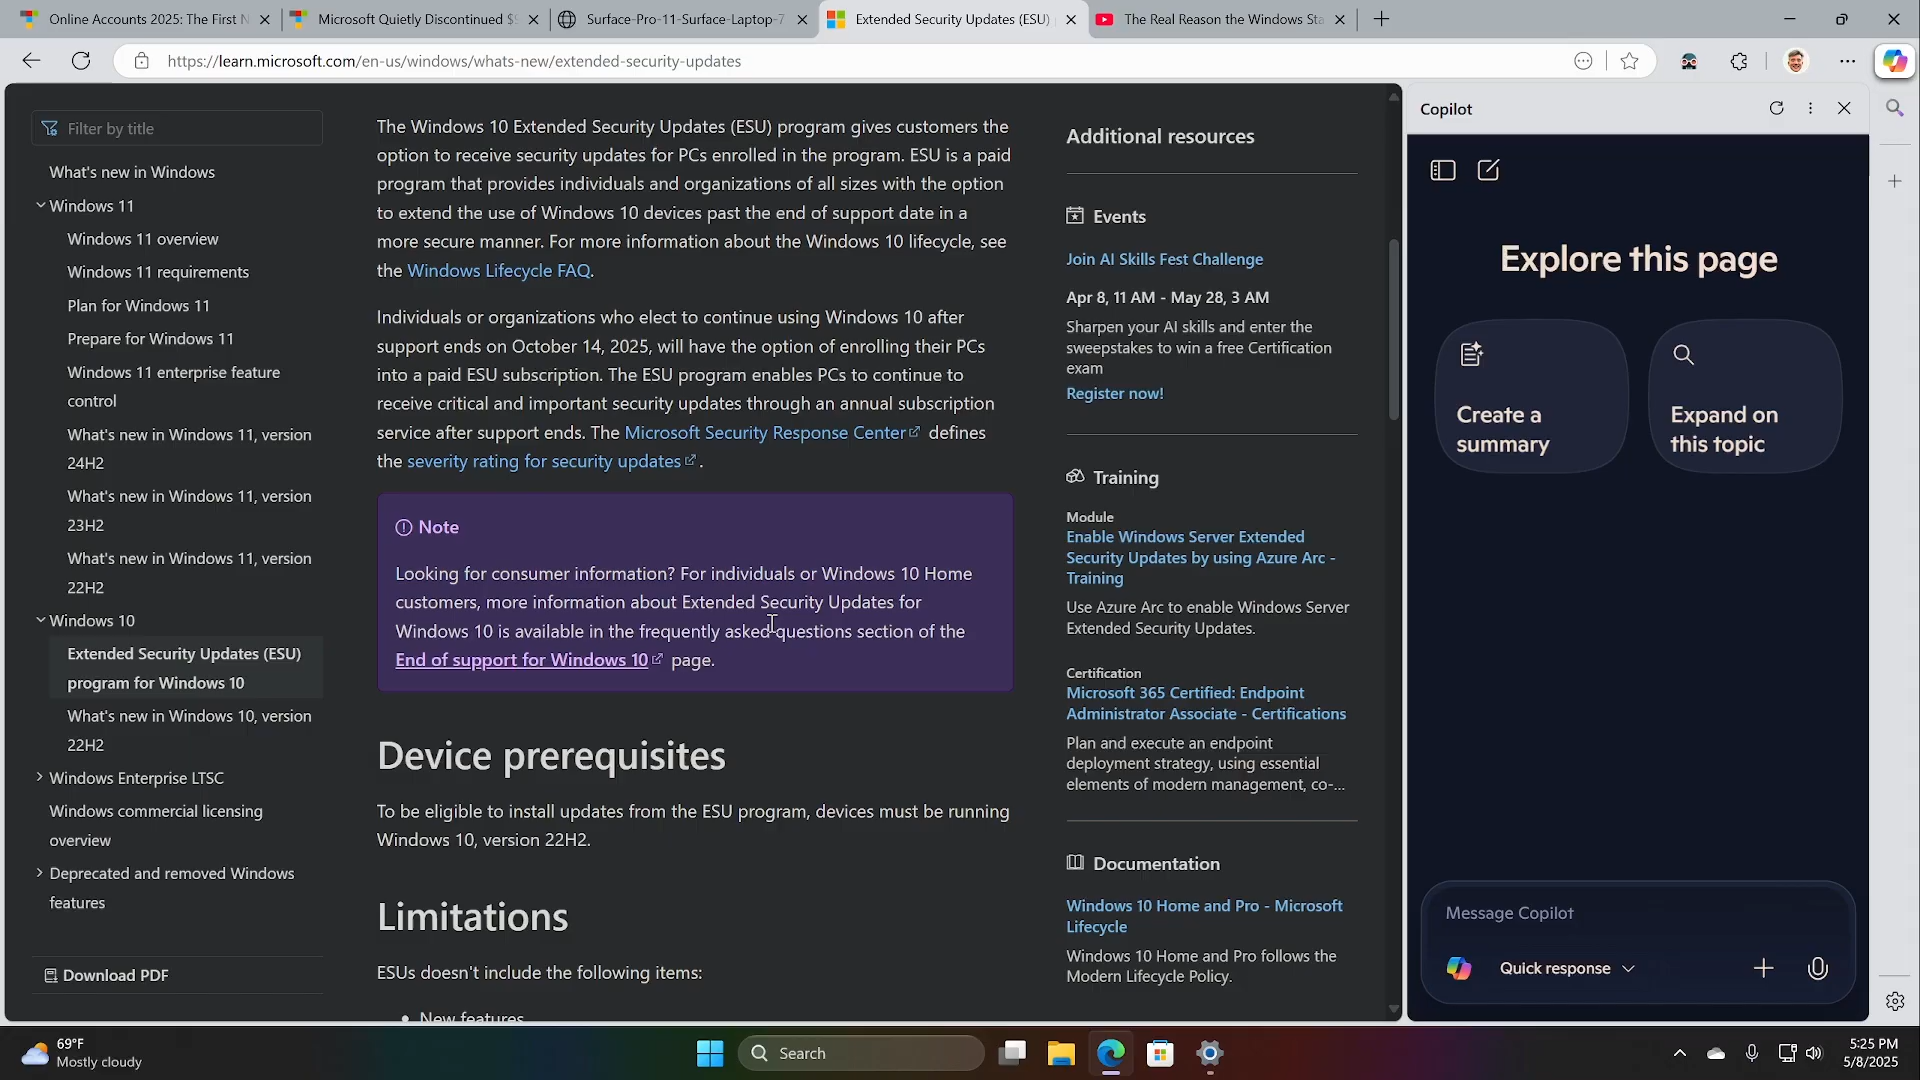 Online Accounts 2025: The First N
Microsoft Quietly Discontinued $
Surface-Pro-11-Surface-Laptop-7
Extended Security Updates (ESU)
The Real Reason the Windows Sta
https://learn.microsoft.com/en-us/windows/whats-new/extended-security-updates
Filter by title
What's new in Windows
Windows 11
Windows 11 overview
Windows 11 requirements
Plan for Windows 11
Prepare for Windows 11
Windows 11 enterprise feature
control
What's new in Windows 11, version
24H2
What's new in Windows 11, version
23H2
What's new in Windows 11, version
22H2
Windows 10
Extended Security Updates (ESU)
program for Windows 10
What's new in Windows 10, version
22H2
Windows Enterprise LTSC
Windows commercial licensing
overview
Deprecated and removed Windows
features
Download PDF
The Windows 10 Extended Security Updates (ESU) program gives customers the
option to receive security updates for PCs enrolled in the program. ESU is a paid
program that provides individuals and organizations of all sizes with the option
to extend the use of Windows 10 devices past the end of support date in a
more secure manner. For more information about the Windows 10 lifecycle, see
the Windows Lifecycle FAQ.
Individuals or organizations who elect to continue using Windows 10 after
support ends on October 14, 2025, will have the option of enrolling their PCs
into a paid ESU subscription. The ESU program enables PCs to continue to
receive critical and important security updates through an annual subscription
service after support ends. The Microsoft Security Response Center defines
the severity rating for security updates.
Note
Looking for consumer information? For individuals or Windows 10 Home
customers, more information about Extended Security Updates for
Windows 10 is available in the frequently asked questions section of the
End of support for Windows 10 page.
Device prerequisites
To be eligible to install updates from the ESU program, devices must be running
Windows 10, version 22H2.
Limitations
ESUs doesn't include the following items:
• New features
Additional resources
Events
Join AI Skills Fest Challenge
Apr 8, 11 AM - May 28, 3 AM
Sharpen your AI skills and enter the
sweepstakes to win a free Certification
exam
Register now!
Training
Module
Enable Windows Server Extended
Security Updates by using Azure Arc -
Training
Use Azure Arc to enable Windows Server
Extended Security Updates.
Certification
Microsoft 365 Certified: Endpoint
Administrator Associate - Certifications
Plan and execute an endpoint
deployment strategy, using essential
elements of modern management, co-...
Documentation
Windows 10 Home and Pro - Microsoft
Lifecycle
Windows 10 Home and Pro follows the
Modern Lifecycle Policy.
Copilot
Explore this page
Create a
summary
Expand on
this topic
Message Copilot
Quick response
69°F
Mostly cloudy
Search
5:25 PM
5/8/2025